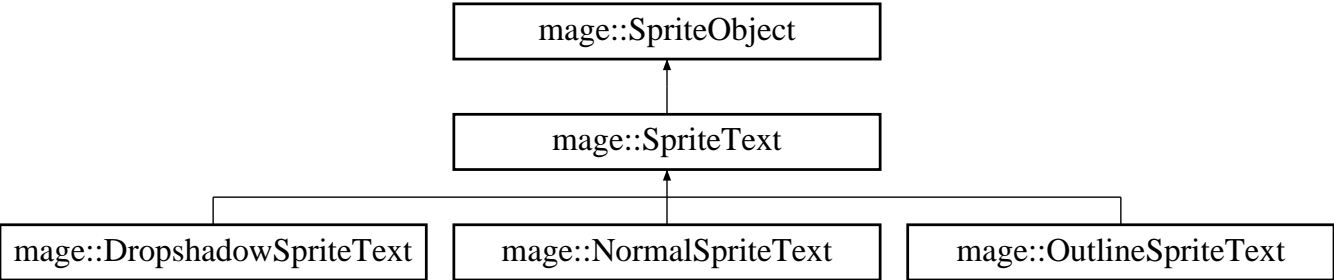 mage::SpriteObject
mage::SpriteText
mage::DropshadowSpriteText
mage::NormalSpriteText
mage::OutlineSpriteText